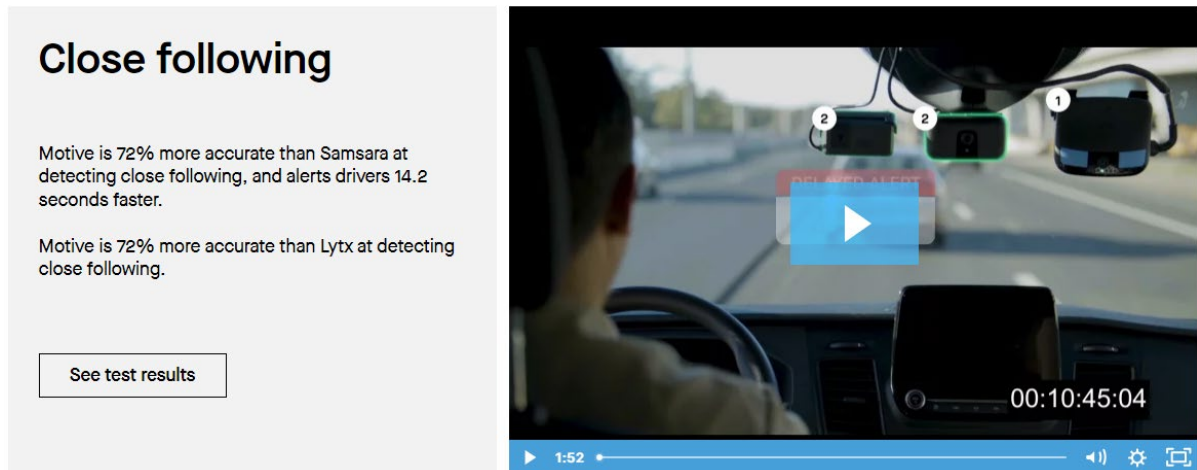 Close following
Motive is 72% more accurate than Samsara at
detecting close following, and alerts drivers 14.2
seconds faster.
Motive is 72% more accurate than Lytx at detecting
close following.
See test results
2
2
1
DELAYED ALERT
00:10:45:04
1:52